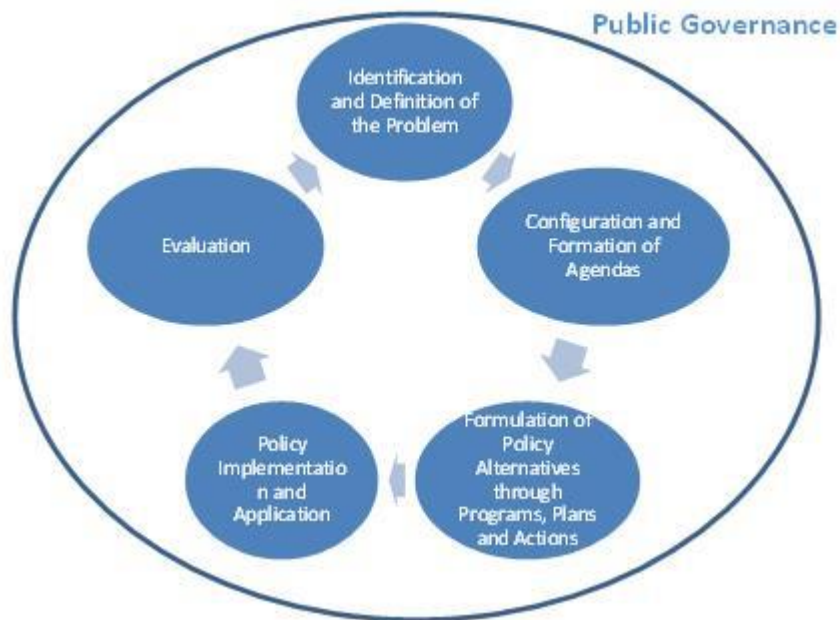 Public Governance
Identification
and Definition of
the Problem
Configuration and
Formation of
Agendas
Formulation of
Policy
Alternatives
through
Programs, Plans
and Actions
Policy
Implementatio
n and
Application
Evaluation